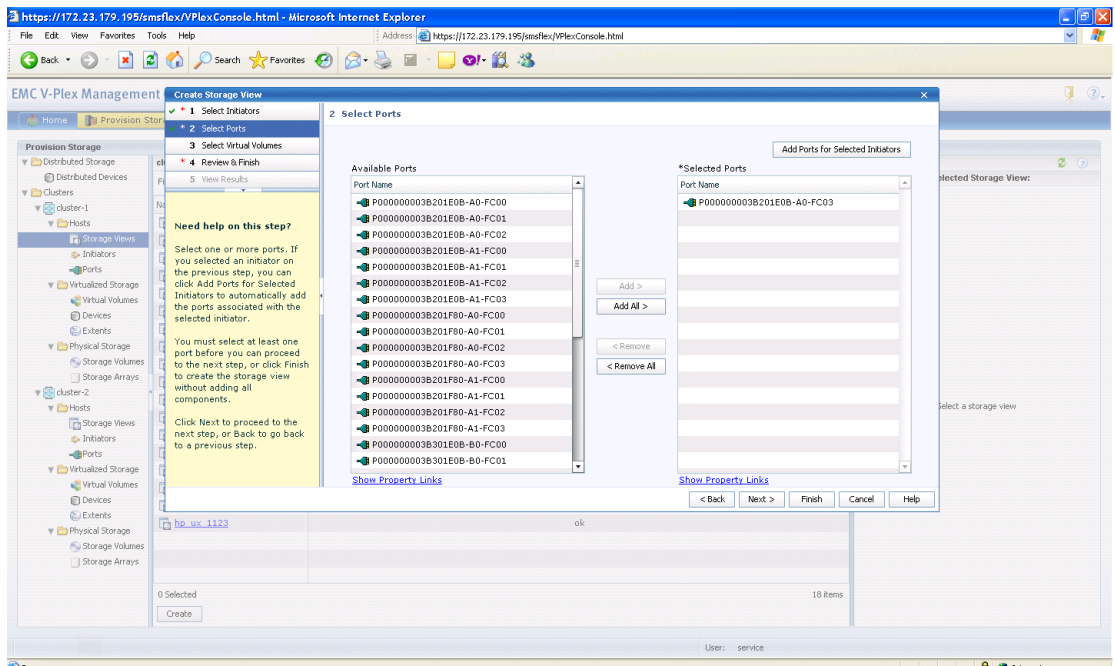 https://172.23.179.195/smsflex/VPlexConsole.html - Microsoft Internet Explorer
File Edit View Favorites Tools Help
Address https://172.23.179.195/smsflex/VPlexConsole.html
Back Search Favorites
EMC V-Plex Management
Home Provision Stor
Create Storage View
* 1 Select Initiators
* 2 Select Ports
3 Select Virtual Volumes
* 4 Review & Finish
5 View Results
Need help on this step?
Select one or more ports. If
you selected an initiator on
the previous step, you can
click Add Ports for Selected
Initiators to automatically add
the ports associated with the
selected initiator.
You must select at least one
port before you can proceed
to the next step, or click Finish
to create the storage view
without adding all
components.
Click Next to proceed to the
next step, or Back to go back
to a previous step.
2 Select Ports
Add Ports for Selected Initiators
Available Ports
Port Name
P000000003B201E0B-A0-FC00
P000000003B201E0B-A0-FC01
P000000003B201E0B-A0-FC02
P000000003B201E0B-A1-FC00
P000000003B201E0B-A1-FC01
P000000003B201E0B-A1-FC02
P000000003B201E0B-A1-FC03
P000000003B201F80-A0-FC00
P000000003B201F80-A0-FC01
P000000003B201F80-A0-FC02
P000000003B201F80-A0-FC03
P000000003B201F80-A1-FC00
P000000003B201F80-A1-FC01
P000000003B201F80-A1-FC02
P000000003B201F80-A1-FC03
P000000003B301E0B-B0-FC00
P000000003B301E0B-B0-FC01
Show Property Links
Add >
Add All >
< Remove
< Remove All
*Selected Ports
Port Name
P000000003B201E0B-A0-FC03
Show Property Links
< Back Next > Finish Cancel Help
Provision Storage
Distributed Storage
Distributed Devices
Clusters
cluster-1
Hosts
Storage Views
Initiators
Ports
Virtualized Storage
Virtual Volumes
Devices
Extents
Physical Storage
Storage Volumes
Storage Arrays
cluster-2
Hosts
Storage Views
Initiators
Ports
Virtualized Storage
Virtual Volumes
Devices
Extents
Physical Storage
Storage Volumes
Storage Arrays
elected Storage View:
Select a storage view
hp_ux_1123 ok
0 Selected 18 items
Create
User: service